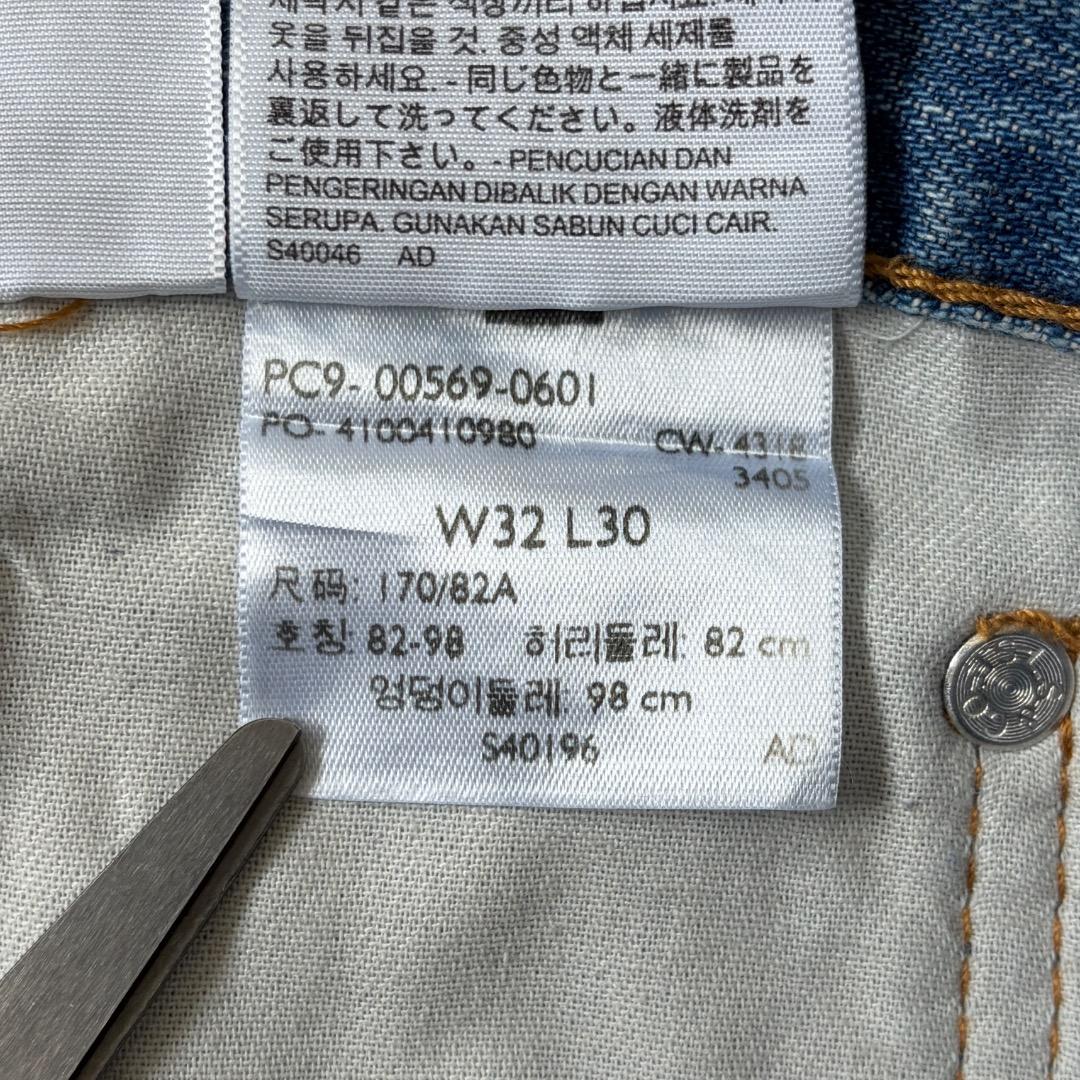 옷을 뒤집을 것. 중성 액체 세제를
사용하세요. - 同じ色物と一緒に製品を
裏返して洗ってください。液体洗剤を
ご使用下さい。- PENCUCIAN DAN
PENGERINGAN DIBALIK DENGAN WARNA
SERUPA. GUNAKAN SABUN CUCI CAIR.
S40046 AD
PC9- 00569-0601
PO- 4100410980 CW- 4318
3405
W32 L30
尺码: 170/82A
호칭 82-98 허리둘레: 82 cm
엉덩이둘레: 98 cm
S40196 AD